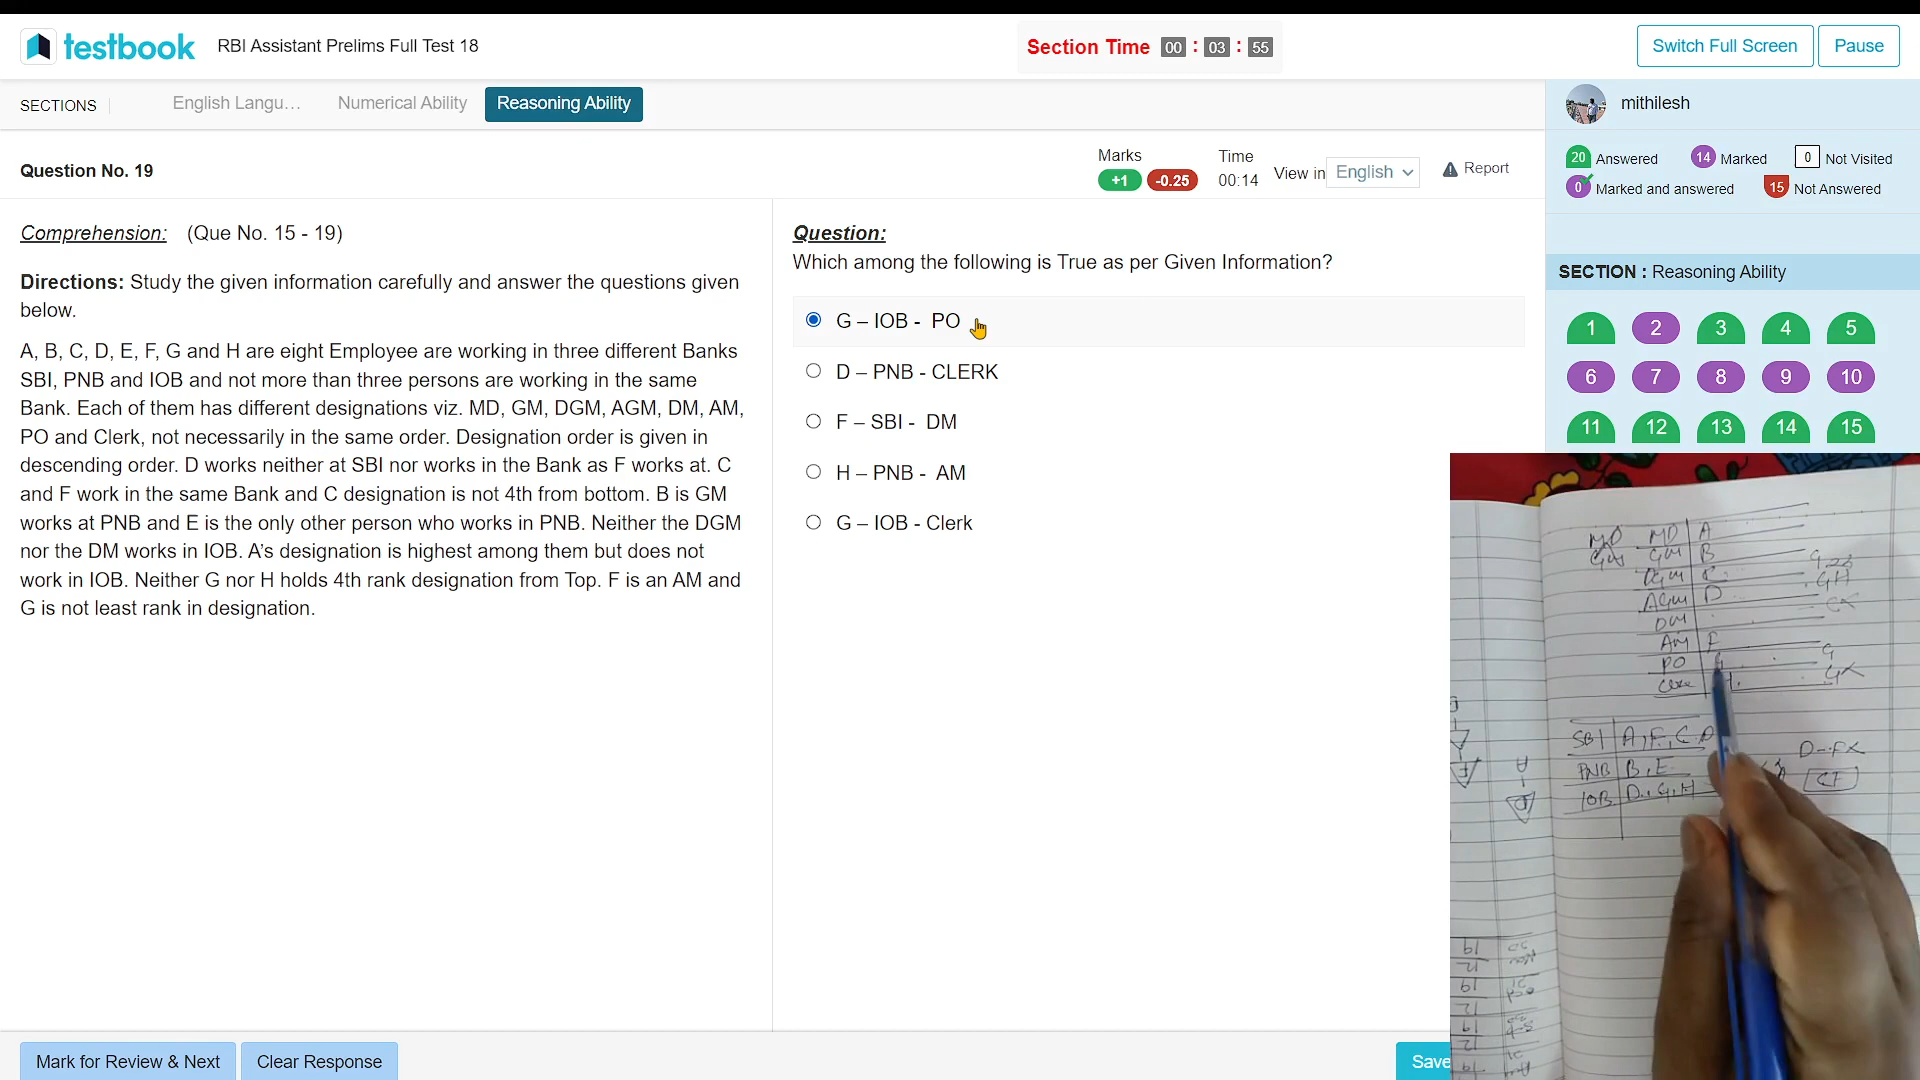 testbook RBI Assistant Prelims Full Test 18 Section Time 00 : 03 : 55 Switch Full Screen Pause
SECTIONS English Langu... Numerical Ability Reasoning Ability mithilesh
Question No. 19 Marks +1 -0.25 Time 00:14 View in English Report
20 Answered 14 Marked 0 Not Visited
0 Marked and answered 15 Not Answered
Comprehension: (Que No. 15 - 19)
Directions: Study the given information carefully and answer the questions given
below.
A, B, C, D, E, F, G and H are eight Employee are working in three different Banks
SBI, PNB and IOB and not more than three persons are working in the same
Bank. Each of them has different designations viz. MD, GM, DGM, AGM, DM, AM,
PO and Clerk, not necessarily in the same order. Designation order is given in
descending order. D works neither at SBI nor works in the Bank as F works at. C
and F work in the same Bank and C designation is not 4th from bottom. B is GM
works at PNB and E is the only other person who works in PNB. Neither the DGM
nor the DM works in IOB. A's designation is highest among them but does not
work in IOB. Neither G nor H holds 4th rank designation from Top. F is an AM and
G is not least rank in designation.
Question:
Which among the following is True as per Given Information?
G – IOB - PO
D – PNB - CLERK
F – SBI - DM
H – PNB - AM
G – IOB - Clerk
SECTION : Reasoning Ability
1 2 3 4 5
6 7 8 9 10
11 12 13 14 15
MD MD A
GM GM B
DGM C
AGM D
DM
AM F
PO G
SBI A, F, C
PNB B, E
IOB D, G, H
CF
Mark for Review & Next Clear Response Save